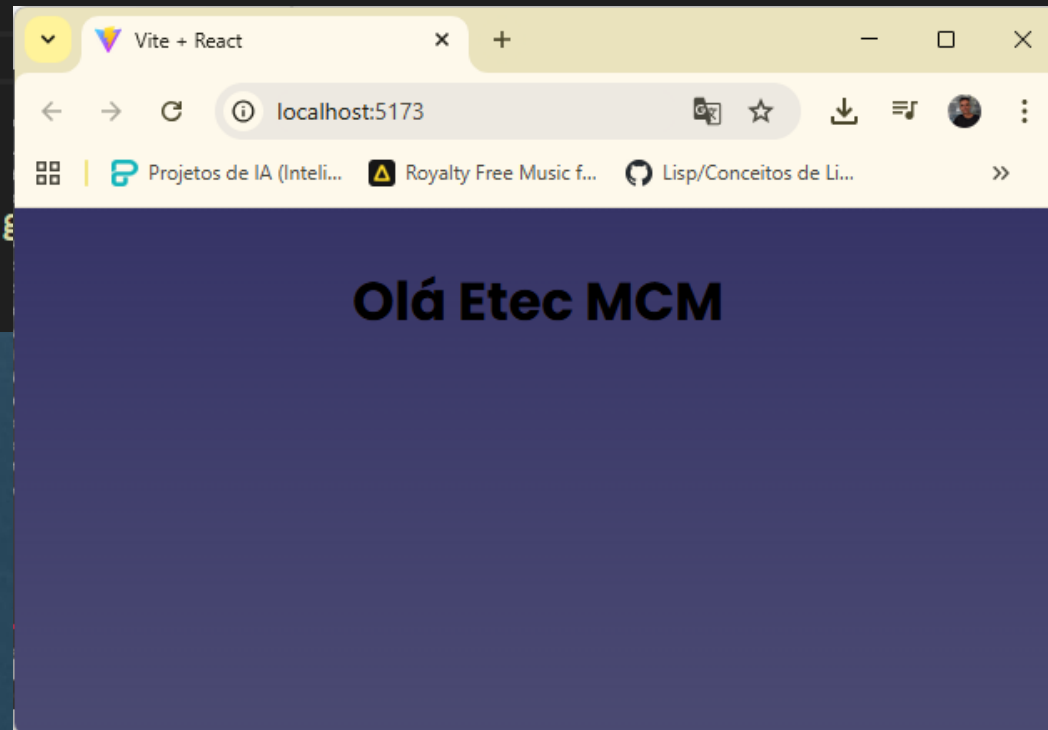 Vite + React
localhost:5173
Projetos de IA (Inteli... Royalty Free Music f... Lisp/Conceitos de Li...
Olá Etec MCM